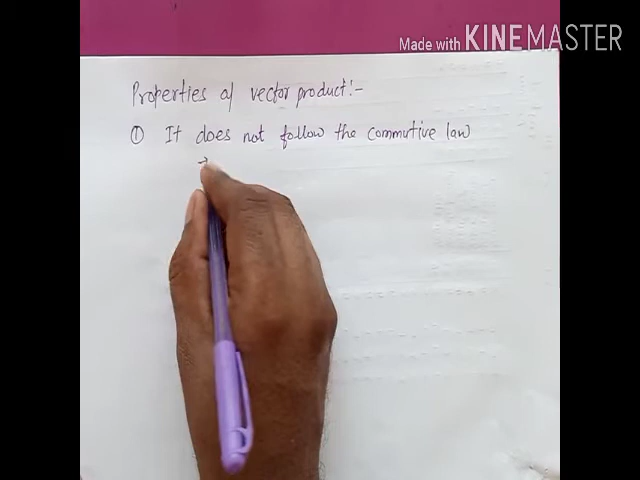 Made with KINEMASTER
Properties of vector product:-
① It does not follow the commutive law